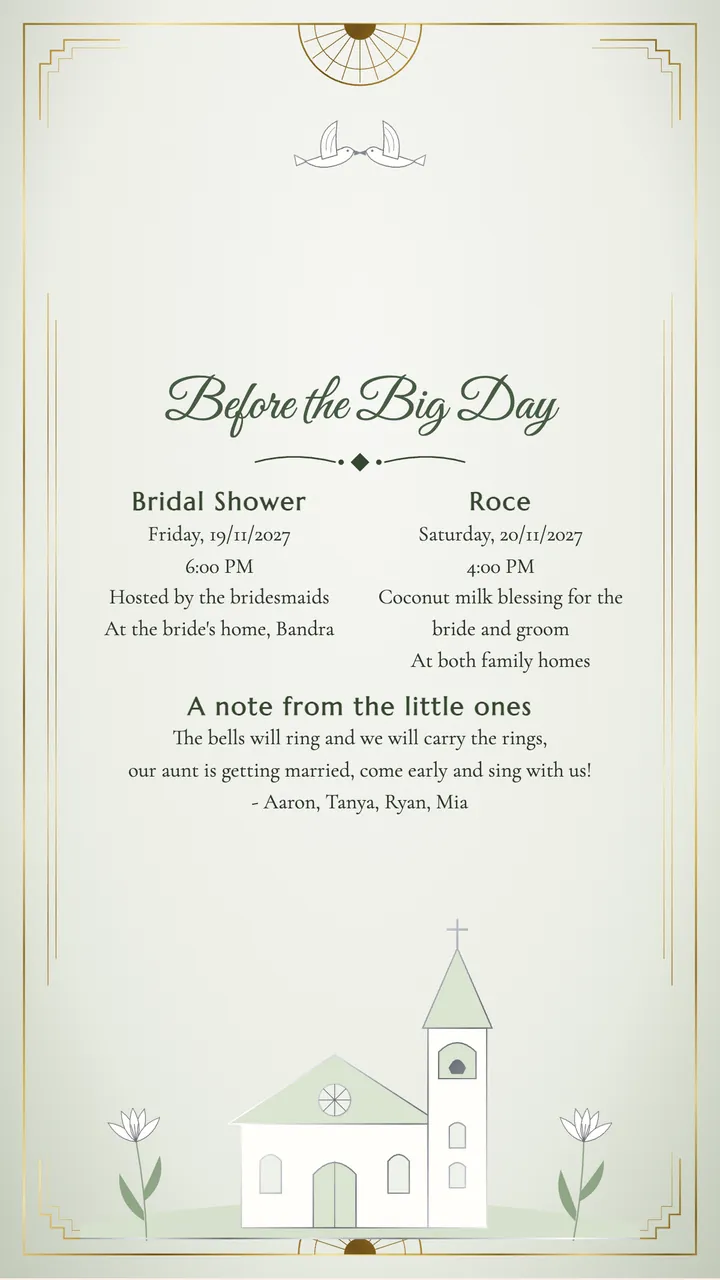 Before the Big Day
Bridal Shower
Friday, 19/11/2027
6:00 PM
Hosted by the bridesmaids
At the bride's home, Bandra
Roce
Saturday, 20/11/2027
4:00 PM
Coconut milk blessing for the
bride and groom
At both family homes
A note from the little ones
The bells will ring and we will carry the rings,
our aunt is getting married, come early and sing with us!
- Aaron, Tanya, Ryan, Mia